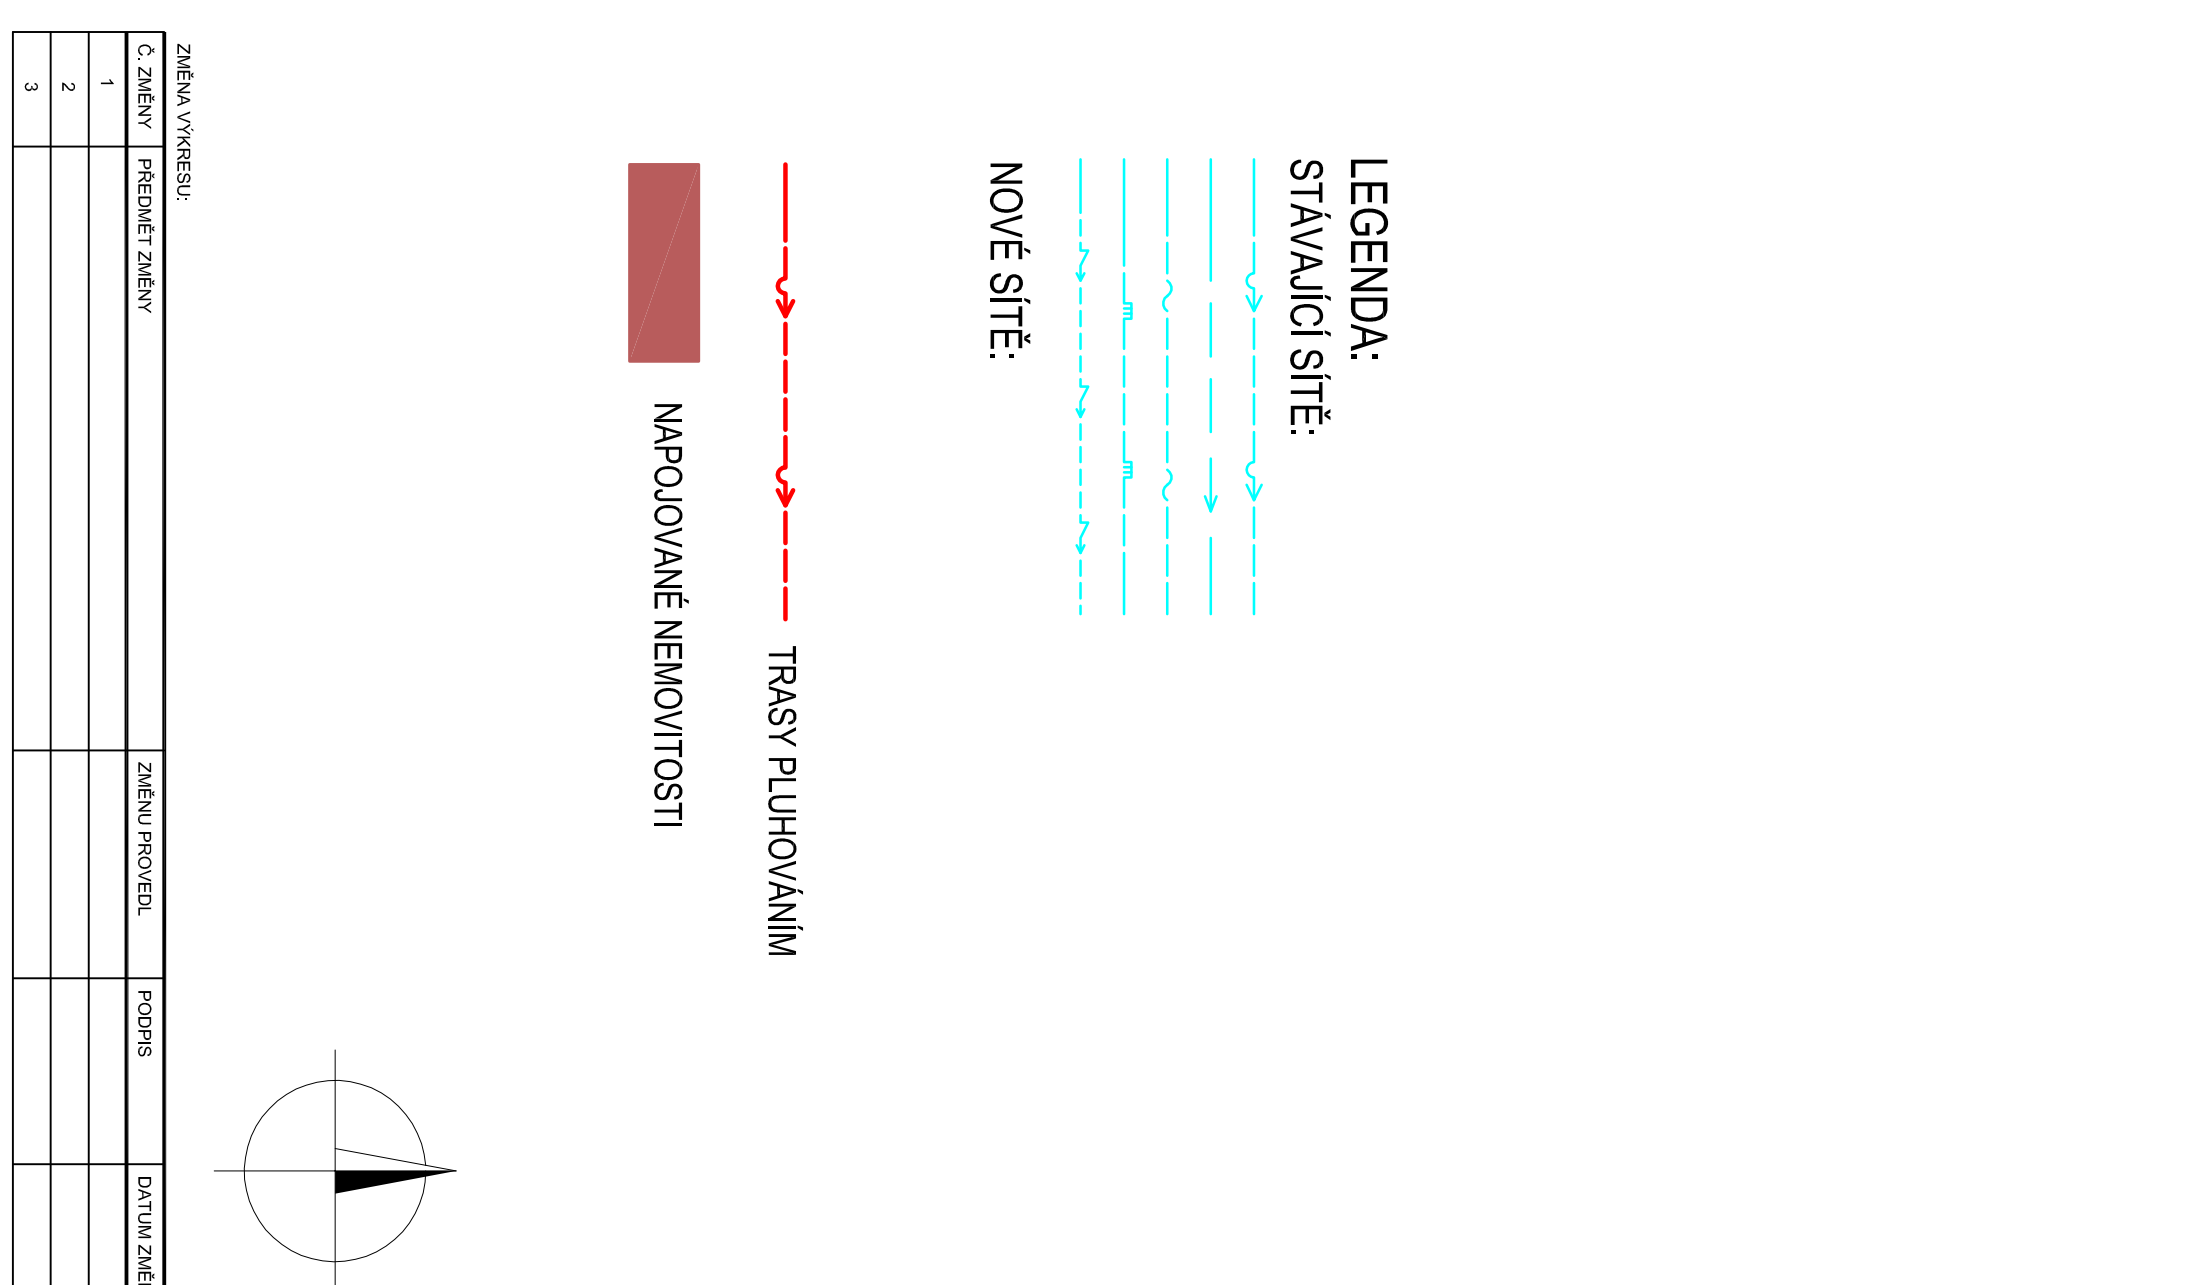 LEGENDA:
STÁVAJÍCÍ SÍTĚ:
NOVÉ SÍTĚ:
TRASY PLUHOVÁNÍM
NAPOJOVANÉ NEMOVITOSTI
ZMĚNA VÝKRESU:
Č. ZMĚNY PŘEDMĚT ZMĚNY ZMĚNU PROVEDL PODPIS DATUM
1
2
3